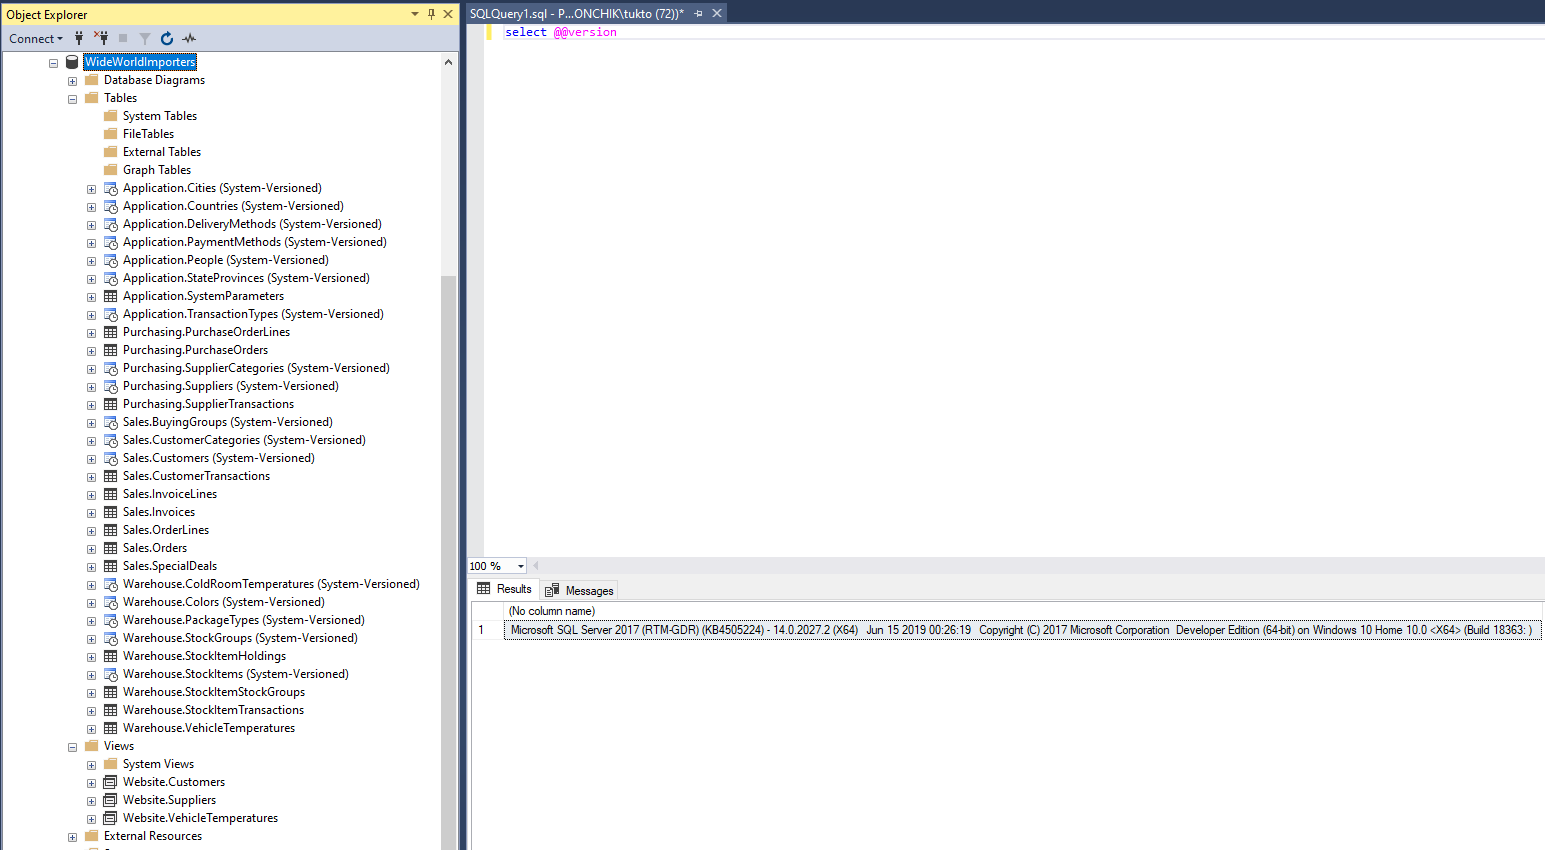 Object Explorer
Connect
WideWorldImporters
Database Diagrams
Tables
System Tables
FileTables
External Tables
Graph Tables
Application.Cities (System-Versioned)
Application.Countries (System-Versioned)
Application.DeliveryMethods (System-Versioned)
Application.PaymentMethods (System-Versioned)
Application.People (System-Versioned)
Application.StateProvinces (System-Versioned)
Application.SystemParameters
Application.TransactionTypes (System-Versioned)
Purchasing.PurchaseOrderLines
Purchasing.PurchaseOrders
Purchasing.SupplierCategories (System-Versioned)
Purchasing.Suppliers (System-Versioned)
Purchasing.SupplierTransactions
Sales.BuyingGroups (System-Versioned)
Sales.CustomerCategories (System-Versioned)
Sales.Customers (System-Versioned)
Sales.CustomerTransactions
Sales.InvoiceLines
Sales.Invoices
Sales.OrderLines
Sales.Orders
Sales.SpecialDeals
Warehouse.ColdRoomTemperatures (System-Versioned)
Warehouse.Colors (System-Versioned)
Warehouse.PackageTypes (System-Versioned)
Warehouse.StockGroups (System-Versioned)
Warehouse.StockItemHoldings
Warehouse.StockItems (System-Versioned)
Warehouse.StockItemStockGroups
Warehouse.StockItemTransactions
Warehouse.VehicleTemperatures
Views
System Views
Website.Customers
Website.Suppliers
Website.VehicleTemperatures
External Resources
SQLQuery1.sql - P...ONCHIK\tukto (72))*
select @@version
100 %
Results Messages
(No column name)
1 Microsoft SQL Server 2017 (RTM-GDR) (KB4505224) - 14.0.2027.2 (X64) Jun 15 2019 00:26:19 Copyright (C) 2017 Microsoft Corporation Developer Edition (64-bit) on Windows 10 Home 10.0 <X64> (Build 18363: )